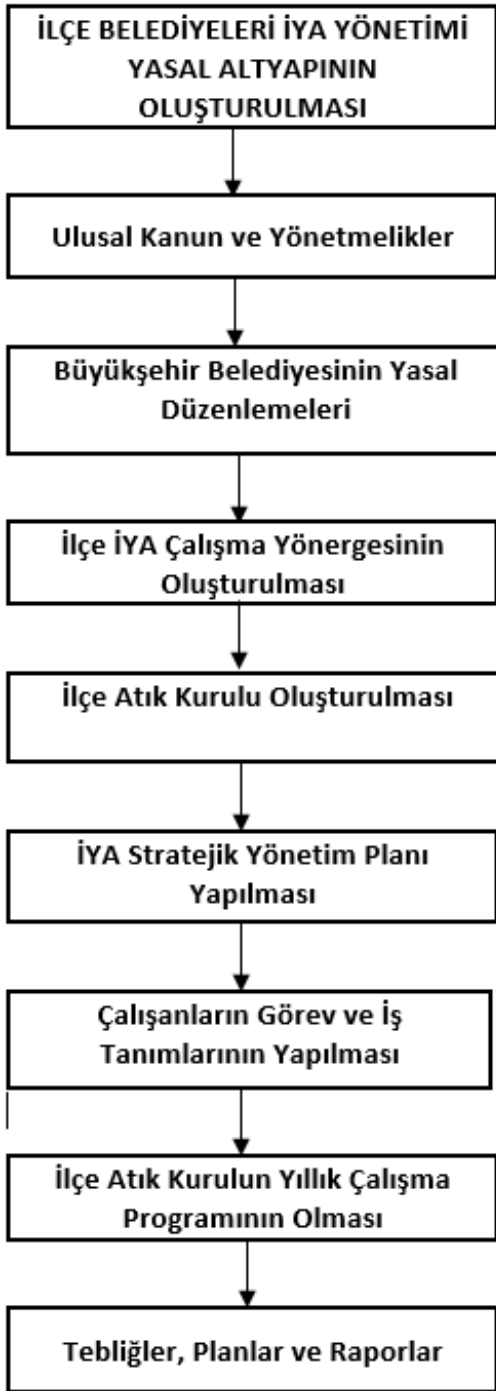 İLÇE BELEDİYELERİ İYA YÖNETİMİ
YASAL ALTYAPININ
OLUŞTURULMASI
Ulusal Kanun ve Yönetmelikler
Büyükşehir Belediyesinin Yasal
Düzenlemeleri
İlçe İYA Çalışma Yönergesinin
Oluşturulması
İlçe Atık Kurulu Oluşturulması
İYA Stratejik Yönetim Planı
Yapılması
Çalışanların Görev ve İş
Tanımlarının Yapılması
İlçe Atık Kurulun Yıllık Çalışma
Programının Olması
Tebliğler, Planlar ve Raporlar